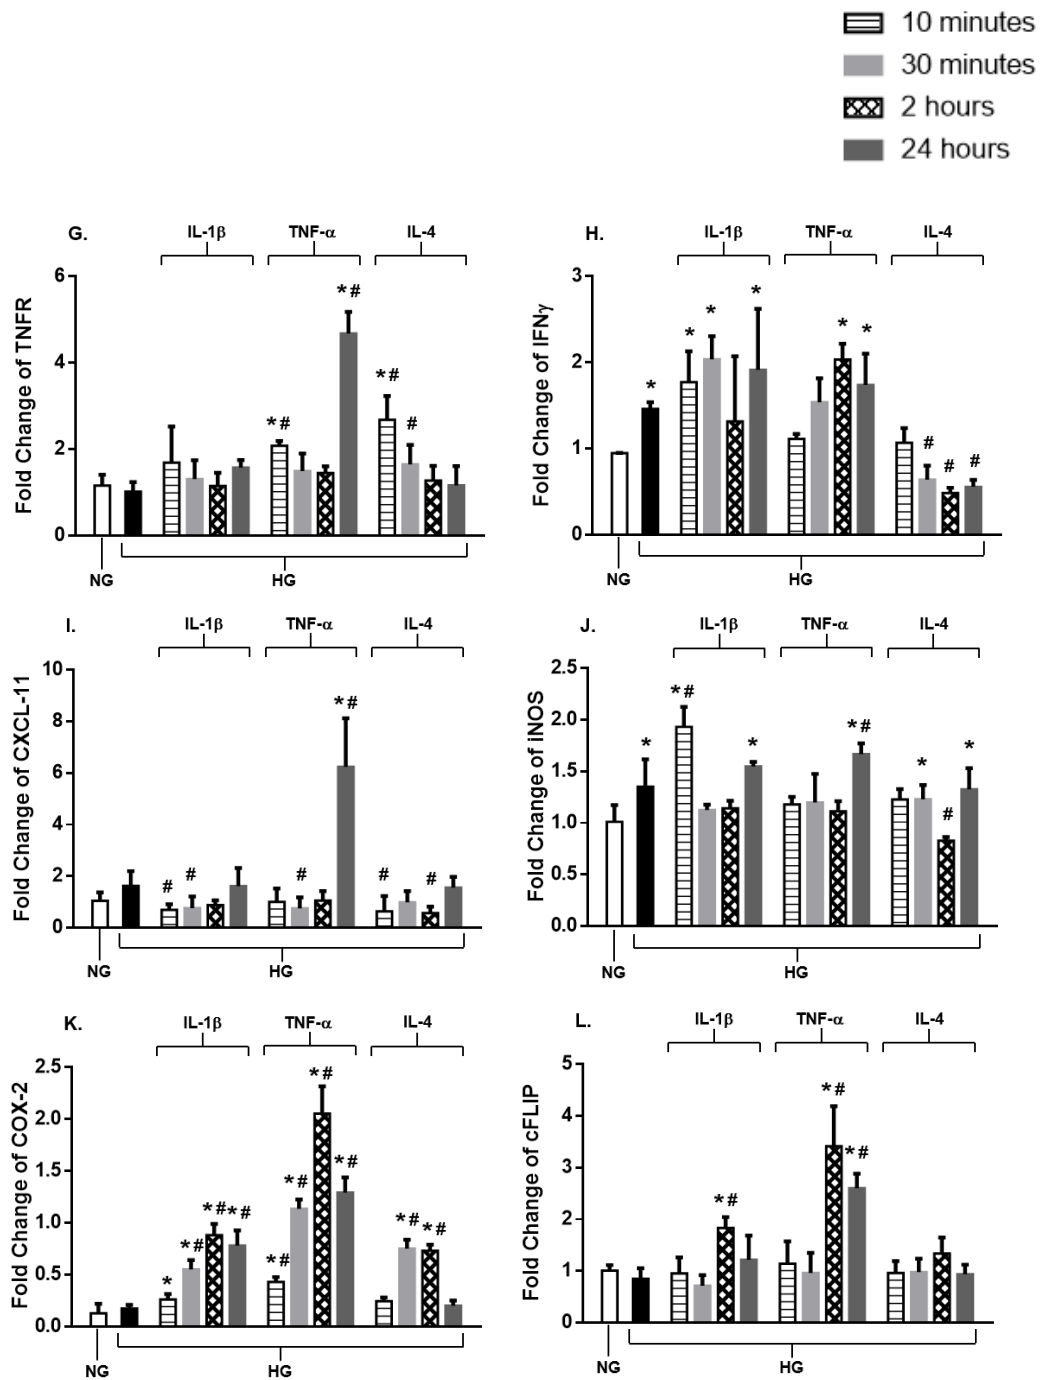 10 minutes
30 minutes
2 hours
24 hours
G.
IL-1β
TNF-α
IL-4
Fold Change of TNFR
6
4
2
0
*#
*#
*#
#
NG
HG
H.
IL-1β
TNF-α
IL-4
Fold Change of IFNγ
3
2
1
0
*
*
*
*
*
*
#
#
#
NG
HG
I.
IL-1β
TNF-α
IL-4
Fold Change of CXCL-11
10
8
6
4
2
0
#
#
#
*#
#
#
NG
HG
J.
IL-1β
TNF-α
IL-4
Fold Change of iNOS
2.5
2.0
1.5
1.0
0.5
0.0
*
*#
*
*#
*
#
*
NG
HG
K.
IL-1β
TNF-α
IL-4
Fold Change of COX-2
2.5
2.0
1.5
1.0
0.5
0.0
*
*#
*#
*#
*#
*#
*#
*#
*#
*#
NG
HG
L.
IL-1β
TNF-α
IL-4
Fold Change of cFLIP
5
4
3
2
1
0
*#
*#
*#
NG
HG